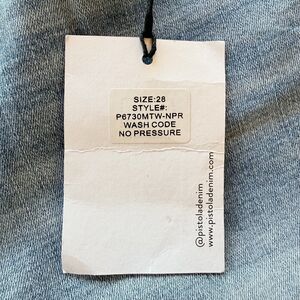 SIZE:28
STYLE#:
P6730MTW-NPR
WASH CODE
NO PRESSURE
@pistoladenim
www.pistoladenim.com